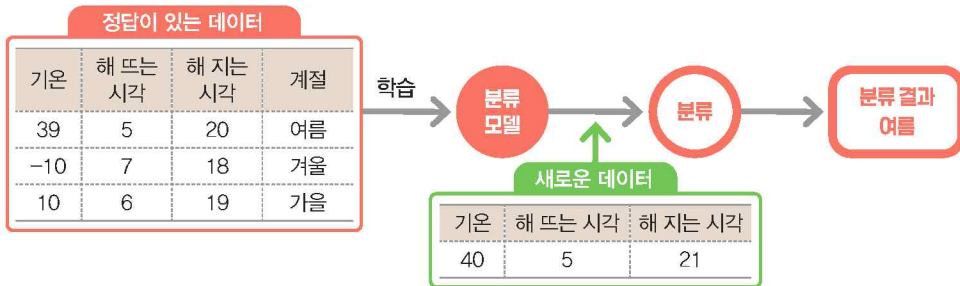 정답이 있는 데이터
기온 해 뜨는 시각 해 지는 시각 계절
39 5 20 여름
-10 7 18 겨울
10 6 19 가을
학습
분류
모델
분류
분류 결과
여름
새로운 데이터
기온 해 뜨는 시각 해 지는 시각
40 5 21